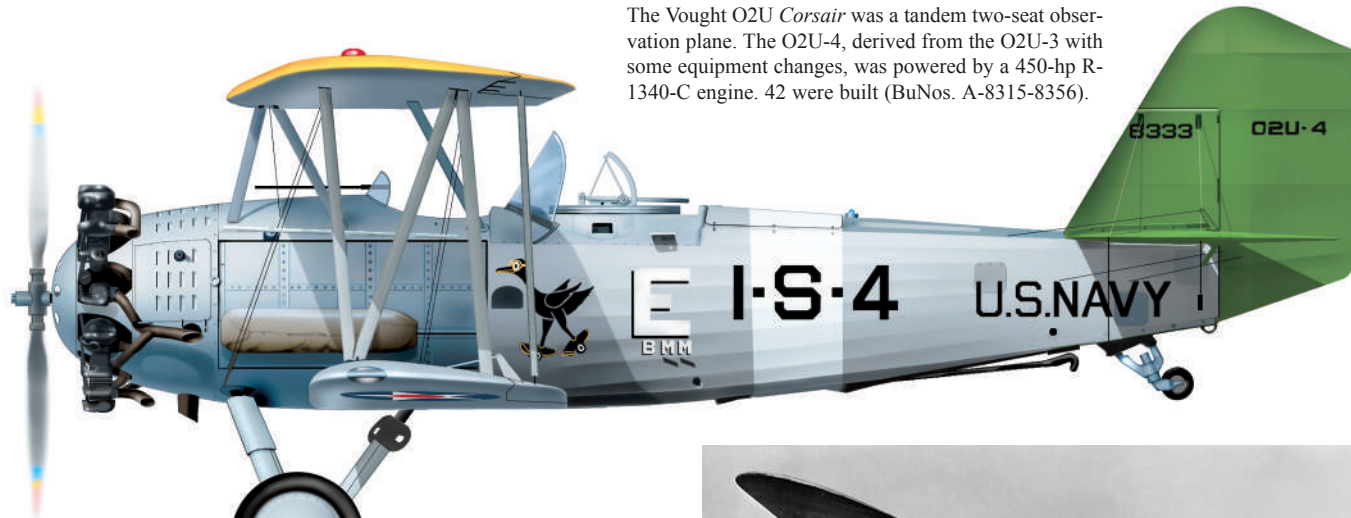 The Vought O2U Corsair was a tandem two-seat obser-
vation plane. The O2U-4, derived from the O2U-3 with
some equipment changes, was powered by a 450-hp R-
1340-C engine. 42 were built (BuNos. A-8315-8356).
8333 O2U-4
E 1-S-4 U.S.NAVY
BMM